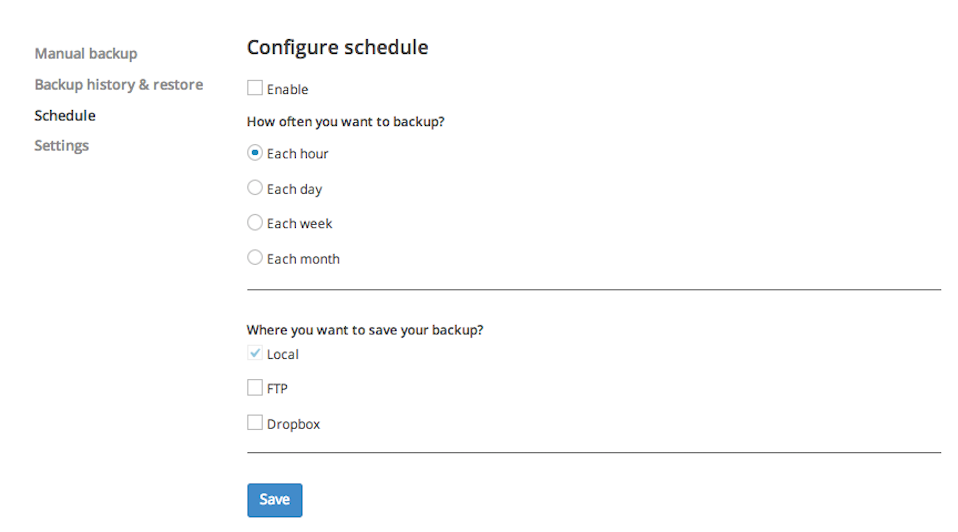 Manual backup
Backup history & restore
Schedule
Settings
Configure schedule
Enable
How often you want to backup?
Each hour
Each day
Each week
Each month
Where you want to save your backup?
Local
FTP
Dropbox
Save